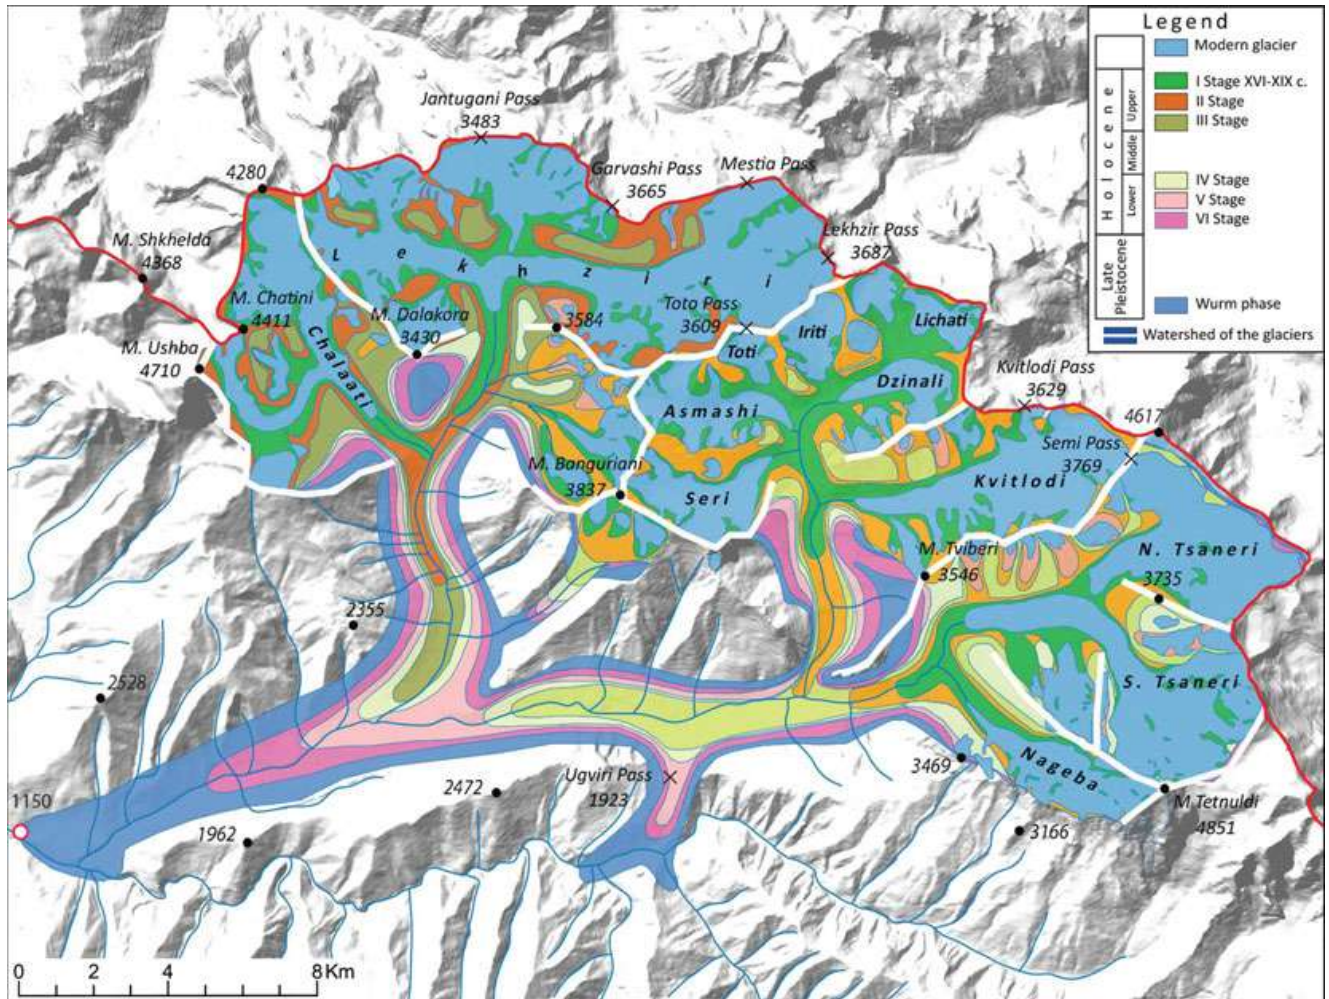 Legend
Modern glacier
Holocene
Upper
Middle
Lower
I Stage XVI-XIX c.
II Stage
III Stage
IV Stage
V Stage
VI Stage
Late
Pleistocene
Wurm phase
Watershed of the glaciers
Jantugani Pass
3483
Garvashi Pass
3665
Mestia Pass
4280
Lekhzir Pass
3687
M. Shkhelda
4368
Lekhziri
M. Chatini
4411
M. Dalakora
3430
3584
Toto Pass
3609
Iriti
Lichati
Toti
M. Ushba
4710
Chalaati
Dzinali
Kvitlodi Pass
3629
Asmashi
4617
Semi Pass
3769
M. Banguriani
3837
Seri
Kvitlodi
M. Tviberi
3546
N. Tsaneri
3735
2355
S. Tsaneri
2528
Nageba
3469
Ugviri Pass
1923
2472
1150
1962
M Tetnuldi
4851
3166
0 2 4 8 Km